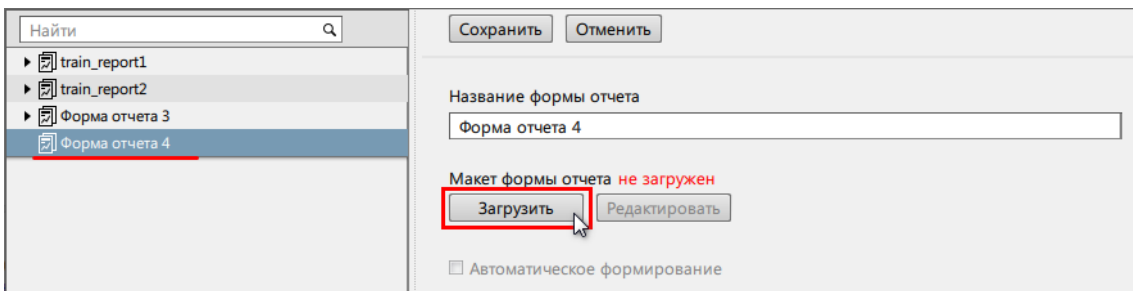 Найти
train_report1
train_report2
Форма отчета 3
Форма отчета 4
Сохранить Отменить
Название формы отчета
Форма отчета 4
Макет формы отчета не загружен
Загрузить Редактировать
Автоматическое формирование